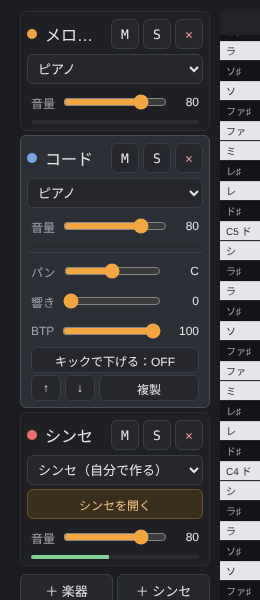 メロ… M S ×
ピアノ
音量 80
コード M S ×
ピアノ
音量 80
パン C
響き 0
BTP 100
キックで下げる：OFF
↑ ↓ 複製
シンセ M S ×
シンセ（自分で作る）
シンセを開く
音量 80
＋ 楽器 ＋ シンセ
ラ
ソ♯
ソ
ファ♯
ファ
ミ
レ♯
レ
ド♯
C5 ド
シ
ラ♯
ラ
ソ♯
ソ
ファ♯
ファ
ミ
レ♯
レ
ド♯
C4 ド
シ
ラ♯
ラ
ソ♯
ソ
ファ♯